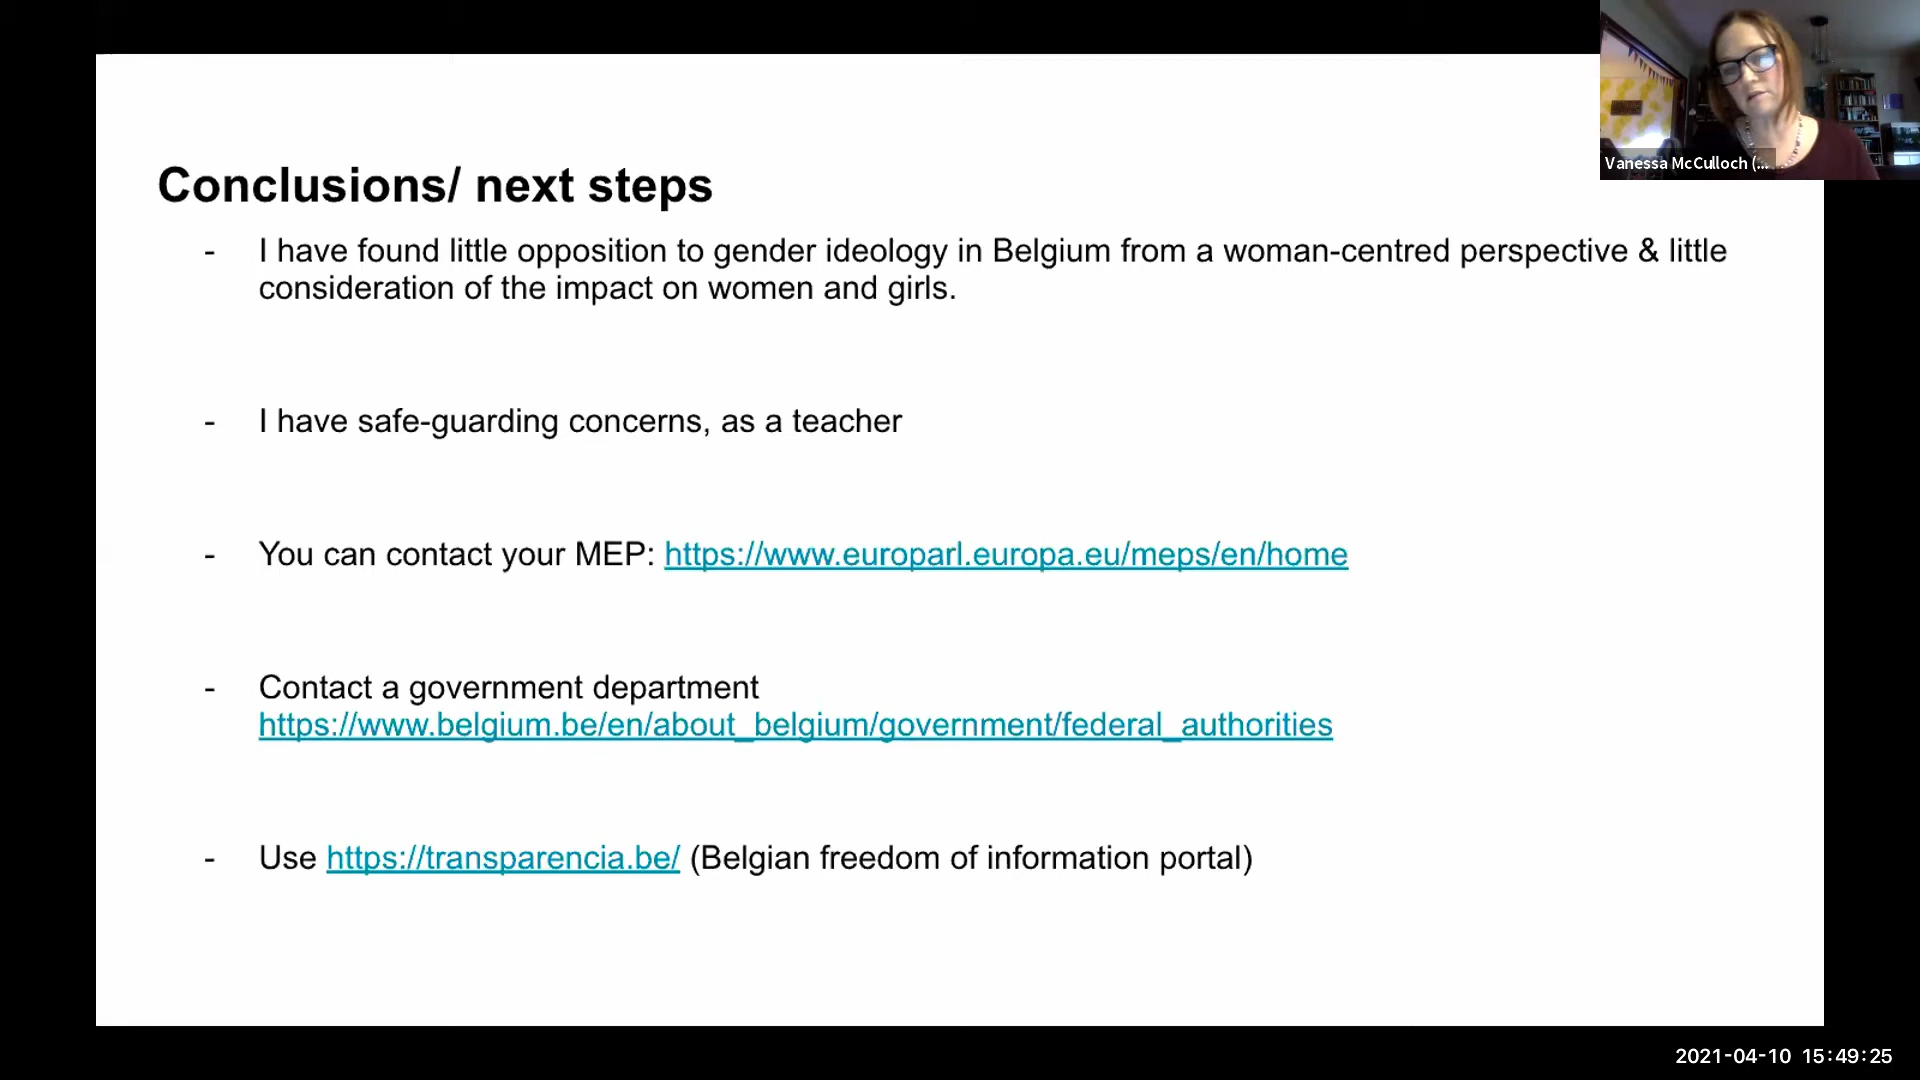 Vanessa McCulloch (...
Conclusions/ next steps
- I have found little opposition to gender ideology in Belgium from a woman-centred perspective & little
consideration of the impact on women and girls.
- I have safe-guarding concerns, as a teacher
- You can contact your MEP: https://www.europarl.europa.eu/meps/en/home
- Contact a government department
https://www.belgium.be/en/about_belgium/government/federal_authorities
- Use https://transparencia.be/ (Belgian freedom of information portal)
2021-04-10 15:49:25